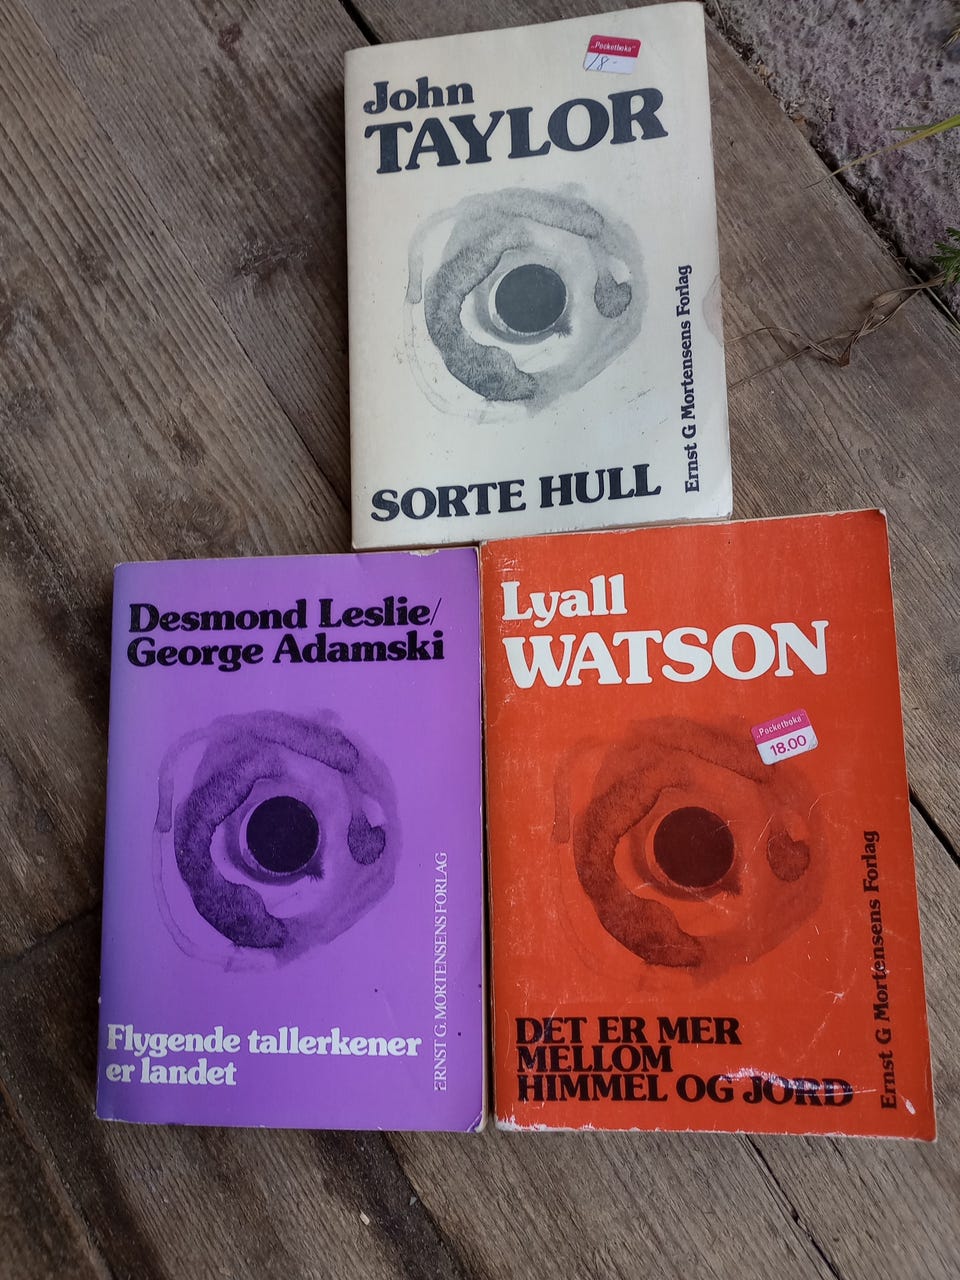 „Pocketboka"
18-
John
TAYLOR
Ernst G Mortensens Forlag
SORTE HULL
Desmond Leslie/
George Adamski
ERNST G. MORTENSENS FORLAG
Flygende tallerkener
er landet
Lyall
WATSON
„Pocketboka"
18.00
Ernst G Mortensens Forlag
DET ER MER
MELLOM
HIMMEL OG JORD